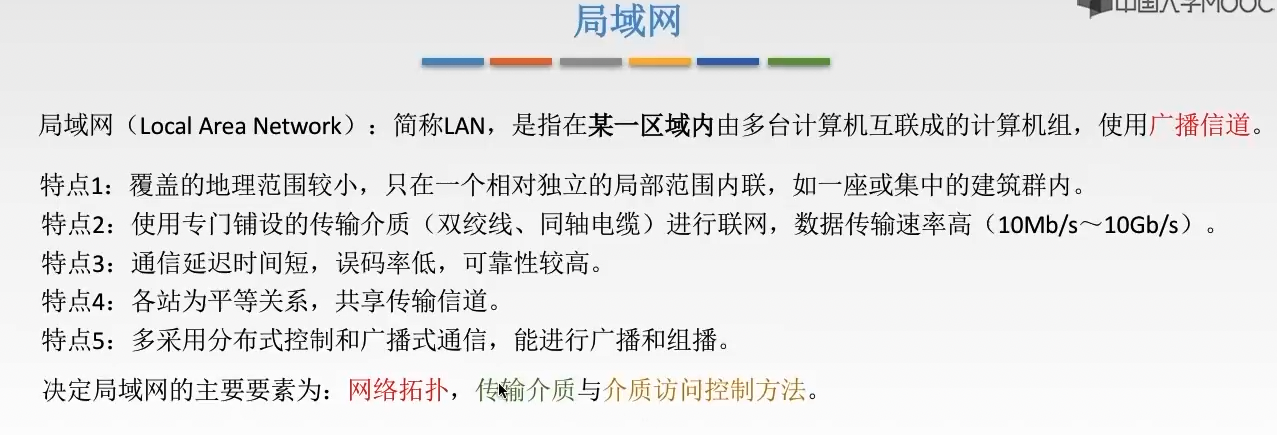 中国大学MOOC
局域网
局域网（Local Area Network）：简称LAN，是指在某一区域内由多台计算机互联成的计算机组，使用广播信道。
特点1：覆盖的地理范围较小，只在一个相对独立的局部范围内联，如一座或集中的建筑群内。
特点2：使用专门铺设的传输介质（双绞线、同轴电缆）进行联网，数据传输速率高（10Mb/s～10Gb/s）。
特点3：通信延迟时间短，误码率低，可靠性较高。
特点4：各站为平等关系，共享传输信道。
特点5：多采用分布式控制和广播式通信，能进行广播和组播。
决定局域网的主要要素为：网络拓扑，传输介质与介质访问控制方法。